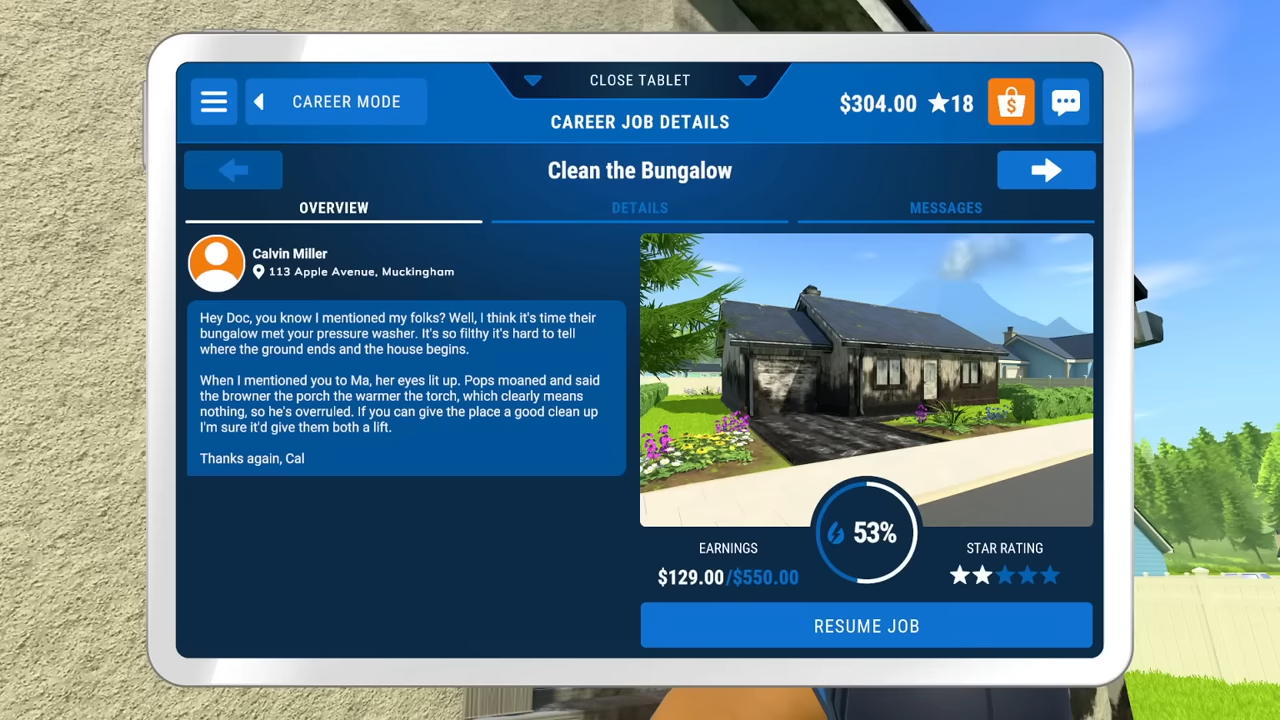 CLOSE TABLET
CAREER MODE
$304.00 ★18
$
CAREER JOB DETAILS
Clean the Bungalow
OVERVIEW
DETAILS
MESSAGES
Calvin Miller
113 Apple Avenue, Muckingham
Hey Doc, you know I mentioned my folks? Well, I think it's time their
bungalow met your pressure washer. It's so filthy it's hard to tell
where the ground ends and the house begins.
When I mentioned you to Ma, her eyes lit up. Pops moaned and said
the browner the porch the warmer the torch, which clearly means
nothing, so he's overruled. If you can give the place a good clean up
I'm sure it'd give them both a lift.
Thanks again, Cal
53%
EARNINGS
$129.00/$550.00
STAR RATING
RESUME JOB